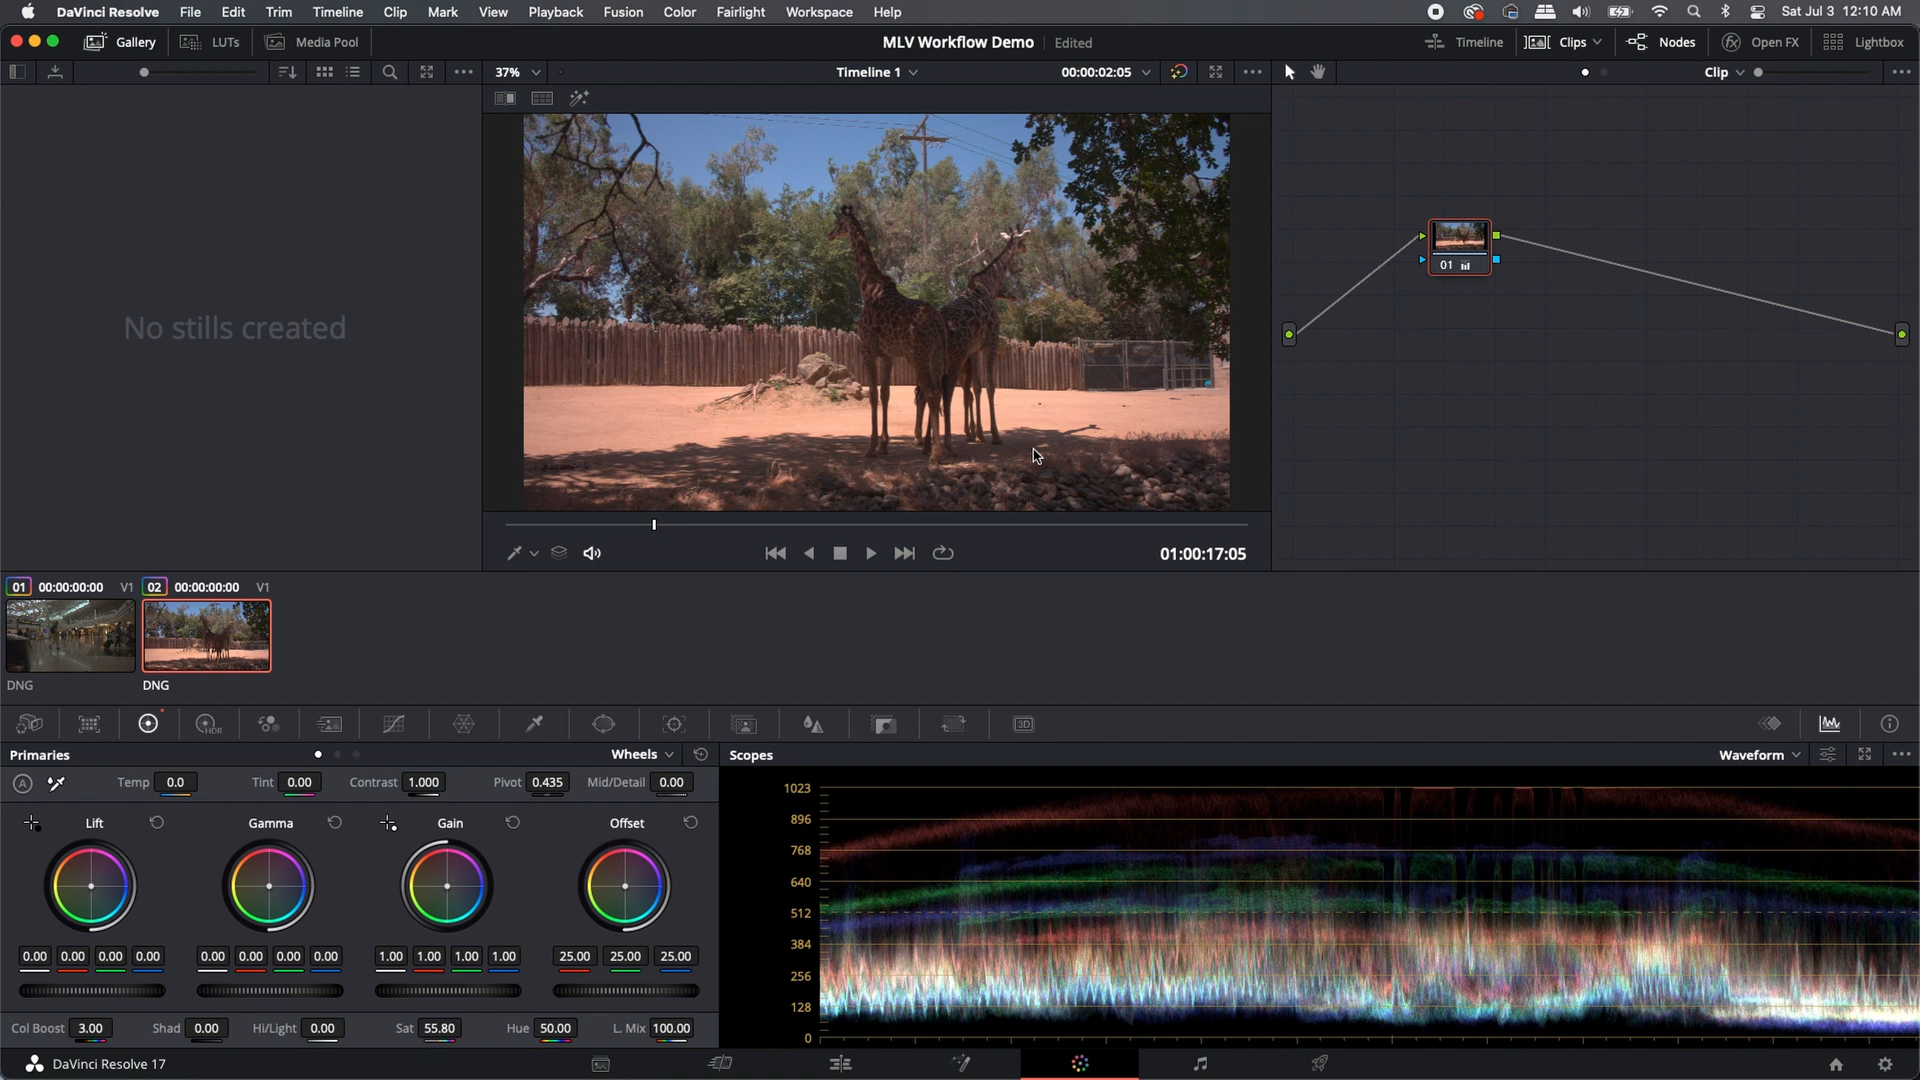 DaVinci Resolve File Edit Trim Timeline Clip Mark View Playback Fusion Color Fairlight Workspace Help Sat Jul 3 12:10 AM
Gallery LUTs Media Pool MLV Workflow Demo Edited Timeline Clips Nodes Open FX Lightbox
37% Timeline 1 00:00:02:05 Clip
No stills created
01
01:00:17:05
01 00:00:00:00 V1 02 00:00:00:00 V1
DNG DNG
HDR 3D
Primaries Wheels Scopes Waveform
A Temp 0.0 Tint 0.00 Contrast 1.000 Pivot 0.435 Mid/Detail 0.00
Lift Gamma Gain Offset
0.00 0.00 0.00 0.00 0.00 0.00 0.00 0.00 1.00 1.00 1.00 1.00 25.00 25.00 25.00
Col Boost 3.00 Shad 0.00 Hi/Light 0.00 Sat 55.80 Hue 50.00 L. Mix 100.00
1023
896
768
640
512
384
256
128
0
DaVinci Resolve 17